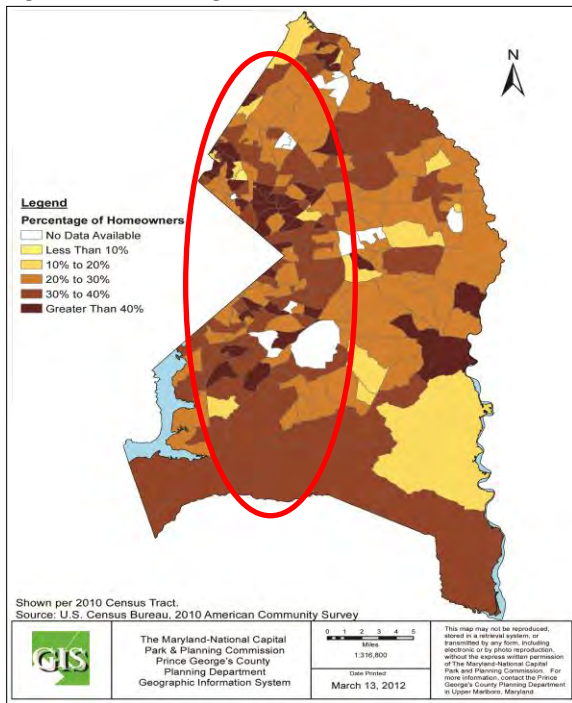 N
Legend
Percentage of Homeowners
No Data Available
Less Than 10%
10% to 20%
20% to 30%
30% to 40%
Greater Than 40%
Shown per 2010 Census Tract.
Source: U.S. Census Bureau, 2010 American Community Survey
GIS
The Maryland-National Capital
Park & Planning Commission
Prince George's County
Planning Department
Geographic Information System
0 1 2 3 4 5
Miles
1:316,800
Date Printed
March 13, 2012
This map may not be reproduced,
stored in a retrieval system, or
transmitted by any form, including
electronic or by photo reproduction,
without the express written permission
of The Maryland-National Capital
Park and Planning Commission. For
more information, contact the Prince
George's County Planning Department
in Upper Marlboro, Maryland